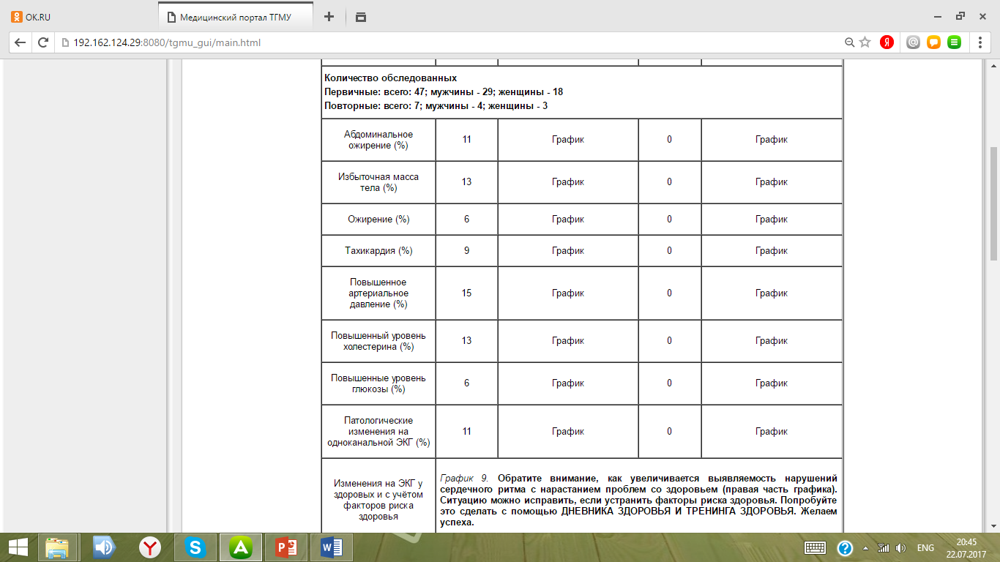 OK.RU
Медицинский портал ТГМУ
192.162.124.29:8080/tgmu_gui/main.html
Количество обследованных
Первичные: всего: 47; мужчины - 29; женщины - 18
Повторные: всего: 7; мужчины - 4; женщины - 3
Абдоминальное
ожирение (%)
11
График
0
График
Избыточная масса
тела (%)
13
График
0
График
Ожирение (%)
6
График
0
График
Тахикардия (%)
9
График
0
График
Повышенное
артериальное
давление (%)
15
График
0
График
Повышенный уровень
холестерина (%)
13
График
0
График
Повышенные уровень
глюкозы (%)
6
График
0
График
Патологические
изменения на
одноканальной ЭКГ (%)
11
График
0
График
Изменения на ЭКГ у
здоровых и с учётом
факторов риска
здоровья
График 9. Обратите внимание, как увеличивается выявляемость нарушений
сердечного ритма с нарастанием проблем со здоровьем (правая часть графика).
Ситуацию можно исправить, если устранить факторы риска здоровья. Попробуйте
это сделать с помощью ДНЕВНИКА ЗДОРОВЬЯ И ТРЕНИНГА ЗДОРОВЬЯ. Желаем
успеха.
ENG
20:45
22.07.2017